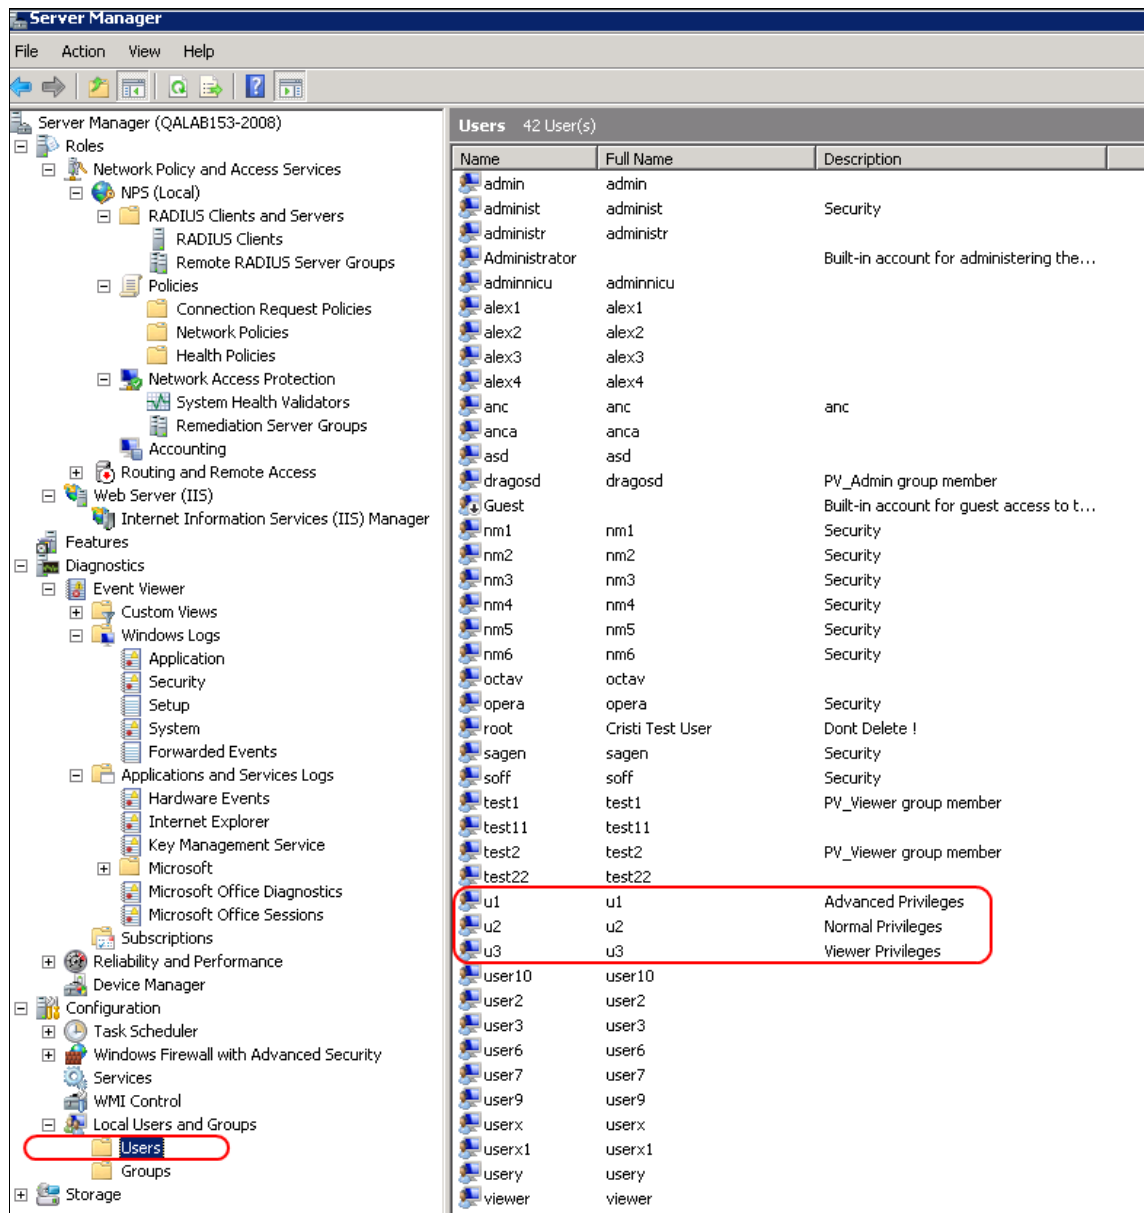 Server Manager
File Action View Help
Server Manager (QALAB153-2008)
Roles
Network Policy and Access Services
NPS (Local)
RADIUS Clients and Servers
RADIUS Clients
Remote RADIUS Server Groups
Policies
Connection Request Policies
Network Policies
Health Policies
Network Access Protection
System Health Validators
Remediation Server Groups
Accounting
Routing and Remote Access
Web Server (IIS)
Internet Information Services (IIS) Manager
Features
Diagnostics
Event Viewer
Custom Views
Windows Logs
Application
Security
Setup
System
Forwarded Events
Applications and Services Logs
Hardware Events
Internet Explorer
Key Management Service
Microsoft
Microsoft Office Diagnostics
Microsoft Office Sessions
Subscriptions
Reliability and Performance
Device Manager
Configuration
Task Scheduler
Windows Firewall with Advanced Security
Services
WMI Control
Local Users and Groups
Users
Groups
Storage
Users 42 User(s)
Name Full Name Description
admin admin
administ administ Security
administr administr
Administrator Built-in account for administering the...
adminnicu adminnicu
alex1 alex1
alex2 alex2
alex3 alex3
alex4 alex4
anc anc anc
anca anca
asd asd
dragosd dragosd PV_Admin group member
Guest Built-in account for guest access to t...
nm1 nm1 Security
nm2 nm2 Security
nm3 nm3 Security
nm4 nm4 Security
nm5 nm5 Security
nm6 nm6 Security
octav octav
opera opera Security
root Cristi Test User Dont Delete !
sagen sagen Security
soff soff Security
test1 test1 PV_Viewer group member
test11 test11
test2 test2 PV_Viewer group member
test22 test22
u1 u1 Advanced Privileges
u2 u2 Normal Privileges
u3 u3 Viewer Privileges
user10 user10
user2 user2
user3 user3
user6 user6
user7 user7
user9 user9
userx userx
userx1 userx1
usery usery
viewer viewer